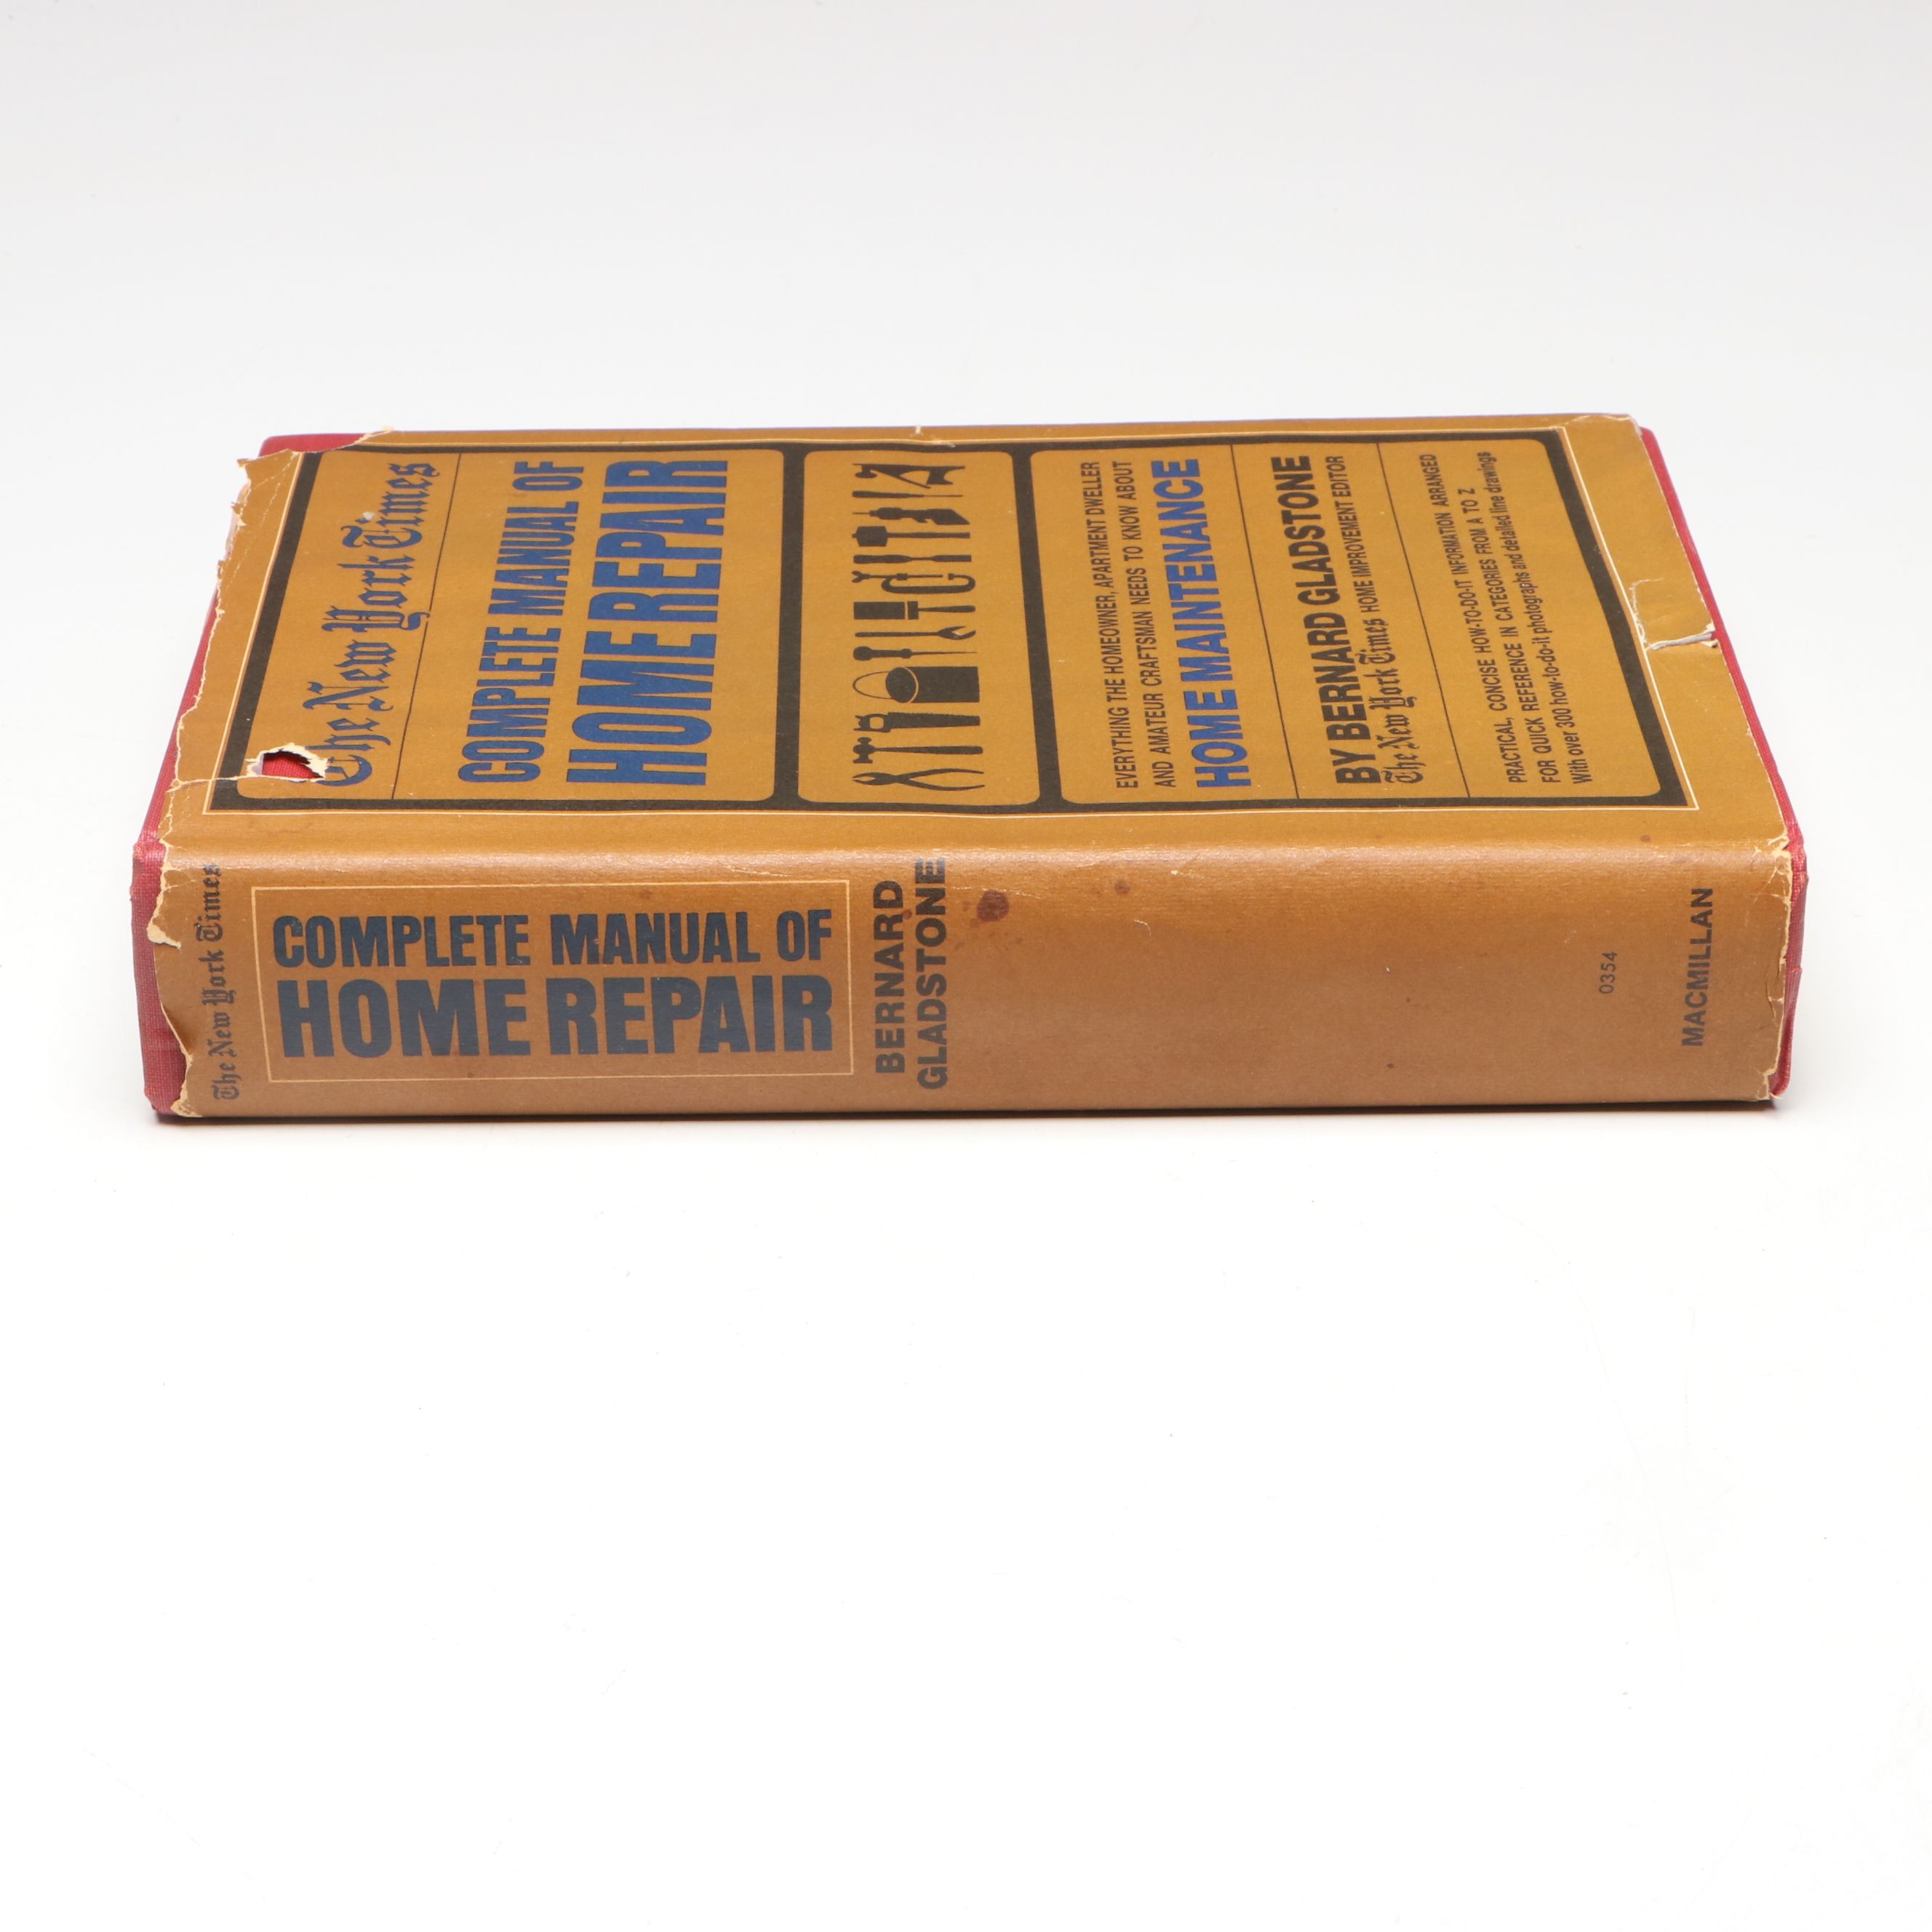 The New York Times
COMPLETE MANUAL OF
HOME REPAIR
EVERYTHING THE HOMEOWNER, APARTMENT DWELLER
AND AMATEUR CRAFTSMAN NEEDS TO KNOW ABOUT
HOME MAINTENANCE
BY BERNARD GLADSTONE
The New York Times HOME IMPROVEMENT EDITOR
PRACTICAL, CONCISE HOW-TO-DO-IT INFORMATION ARRANGED
FOR QUICK REFERENCE IN CATEGORIES FROM A TO Z
With over 300 how-to-do-it photographs and detailed line drawings
The New York Times
COMPLETE MANUAL OF
HOME REPAIR
BERNARD
GLADSTONE
0354
MACMILLAN